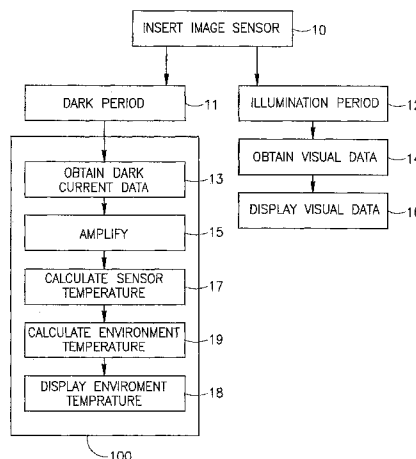 INSERT IMAGE SENSOR
10
DARK PERIOD
11
ILLUMINATION PERIOD
12
OBTAIN DARK
CURRENT DATA
13
OBTAIN VISUAL DATA
14
AMPLIFY
15
DISPLAY VISUAL DATA
16
CALCULATE SENSOR
TEMPERATURE
17
CALCULATE ENVIRONMENT
TEMPERATURE
19
DISPLAY ENVIROMENT
TEMPRATURE
18
100